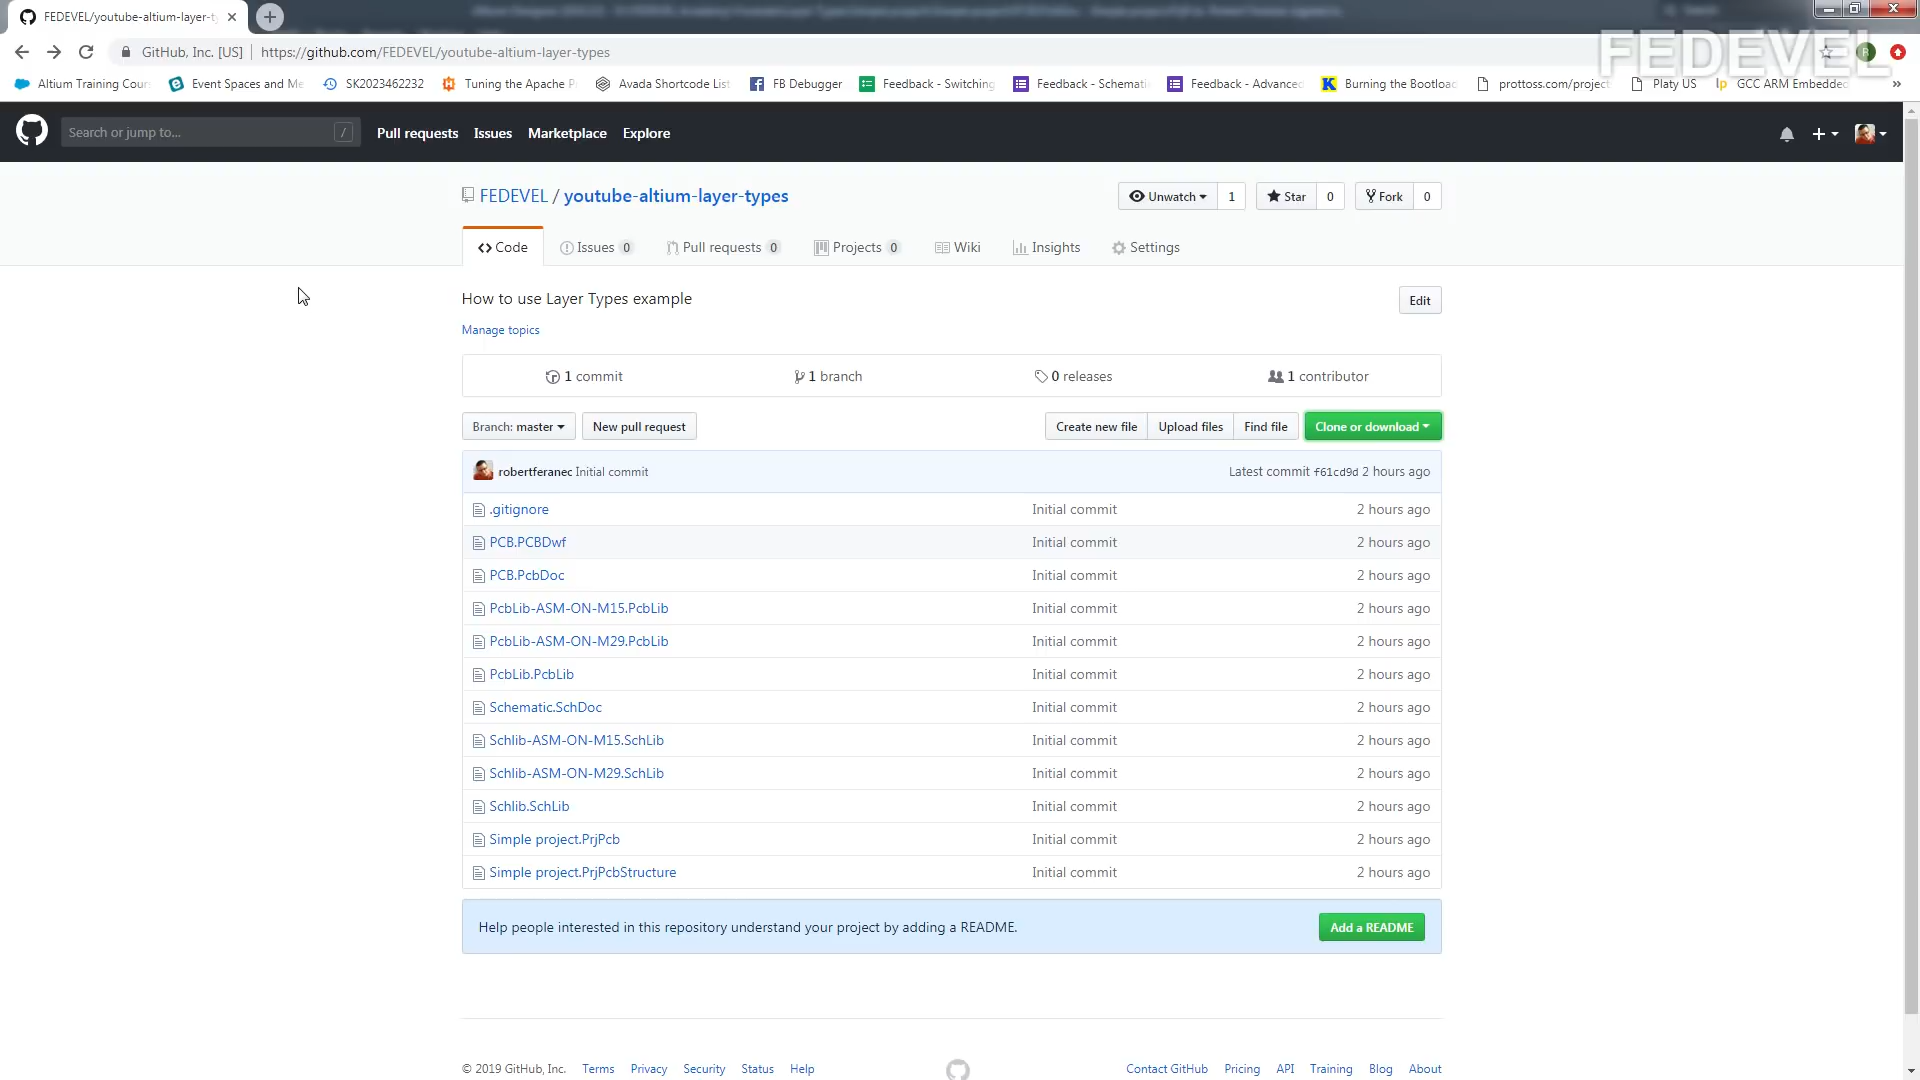 FEDEVEL/youtube-altium-layer-ty
GitHub, Inc. [US] https://github.com/FEDEVEL/youtube-altium-layer-types
FEDEVEL
Altium Training Cour Event Spaces and Me SK2023462232 Tuning the Apache P Avada Shortcode List FB Debugger Feedback - Switching Feedback - Schemati Feedback - Advanced Burning the Bootloa prottoss.com/project Platy US GCC ARM Embedded »
Search or jump to... / Pull requests Issues Marketplace Explore
FEDEVEL / youtube-altium-layer-types Unwatch 1 Star 0 Fork 0
Code Issues 0 Pull requests 0 Projects 0 Wiki Insights Settings
How to use Layer Types example Edit
Manage topics
1 commit 1 branch 0 releases 1 contributor
Branch: master New pull request Create new file Upload files Find file Clone or download
robertferanec Initial commit Latest commit f61cd9d 2 hours ago
.gitignore Initial commit 2 hours ago
PCB.PCBDwf Initial commit 2 hours ago
PCB.PcbDoc Initial commit 2 hours ago
PcbLib-ASM-ON-M15.PcbLib Initial commit 2 hours ago
PcbLib-ASM-ON-M29.PcbLib Initial commit 2 hours ago
PcbLib.PcbLib Initial commit 2 hours ago
Schematic.SchDoc Initial commit 2 hours ago
Schlib-ASM-ON-M15.SchLib Initial commit 2 hours ago
Schlib-ASM-ON-M29.SchLib Initial commit 2 hours ago
Schlib.SchLib Initial commit 2 hours ago
Simple project.PrjPcb Initial commit 2 hours ago
Simple project.PrjPcbStructure Initial commit 2 hours ago
Help people interested in this repository understand your project by adding a README. Add a README
© 2019 GitHub, Inc. Terms Privacy Security Status Help Contact GitHub Pricing API Training Blog About